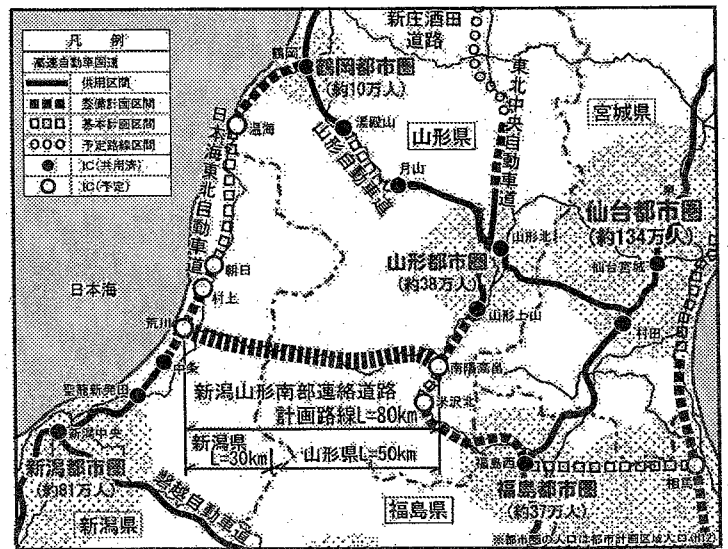 凡 例
高速自動車国道
供用区間
整備計画区間
基本計画区間
予定路線区間
IC(共用済)
IC(予定)
新庄酒田
道路
鶴岡
鶴岡都市圏
(約10万人)
東北中央自動車道
宮城県
温海
湯殿山
山形県
山形自動車道
月山
日本海東北自動車道
仙台都市圏
(約134万人)
山形北
仙台宮城
山形都市圏
(約38万人)
朝日
日本海
村上
山形上山
村田
荒川
中条
南陽高畠
新潟山形南部連絡道路
計画路線L=80km
米沢北
聖籠新発田
新潟県
L=30km
山形県L=50km
新潟中央
新潟都市圏
(約81万人)
福島西
相馬
福島都市圏
(約37万人)
磐越自動車道
新潟県
福島県
※都市圏の人口は都市計画区域人口(H12)